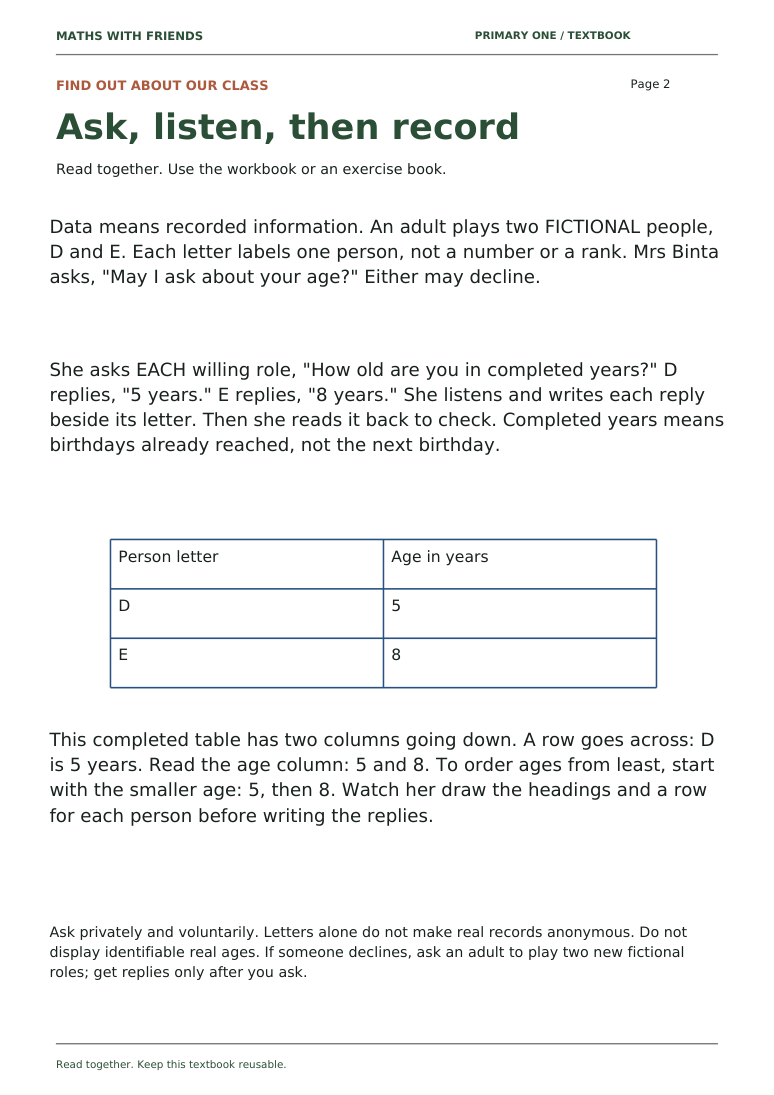 MATHS WITH FRIENDS
PRIMARY ONE / TEXTBOOK
FIND OUT ABOUT OUR CLASS
Page 2
Ask, listen, then record
Read together. Use the workbook or an exercise book.
Data means recorded information. An adult plays two FICTIONAL people,
D and E. Each letter labels one person, not a number or a rank. Mrs Binta
asks, "May I ask about your age?" Either may decline.
She asks EACH willing role, "How old are you in completed years?" D
replies, "5 years." E replies, "8 years." She listens and writes each reply
beside its letter. Then she reads it back to check. Completed years means
birthdays already reached, not the next birthday.
Person letter
Age in years
D
5
E
8
This completed table has two columns going down. A row goes across: D
is 5 years. Read the age column: 5 and 8. To order ages from least, start
with the smaller age: 5, then 8. Watch her draw the headings and a row
for each person before writing the replies.
Ask privately and voluntarily. Letters alone do not make real records anonymous. Do not
display identifiable real ages. If someone declines, ask an adult to play two new fictional
roles; get replies only after you ask.
Read together. Keep this textbook reusable.